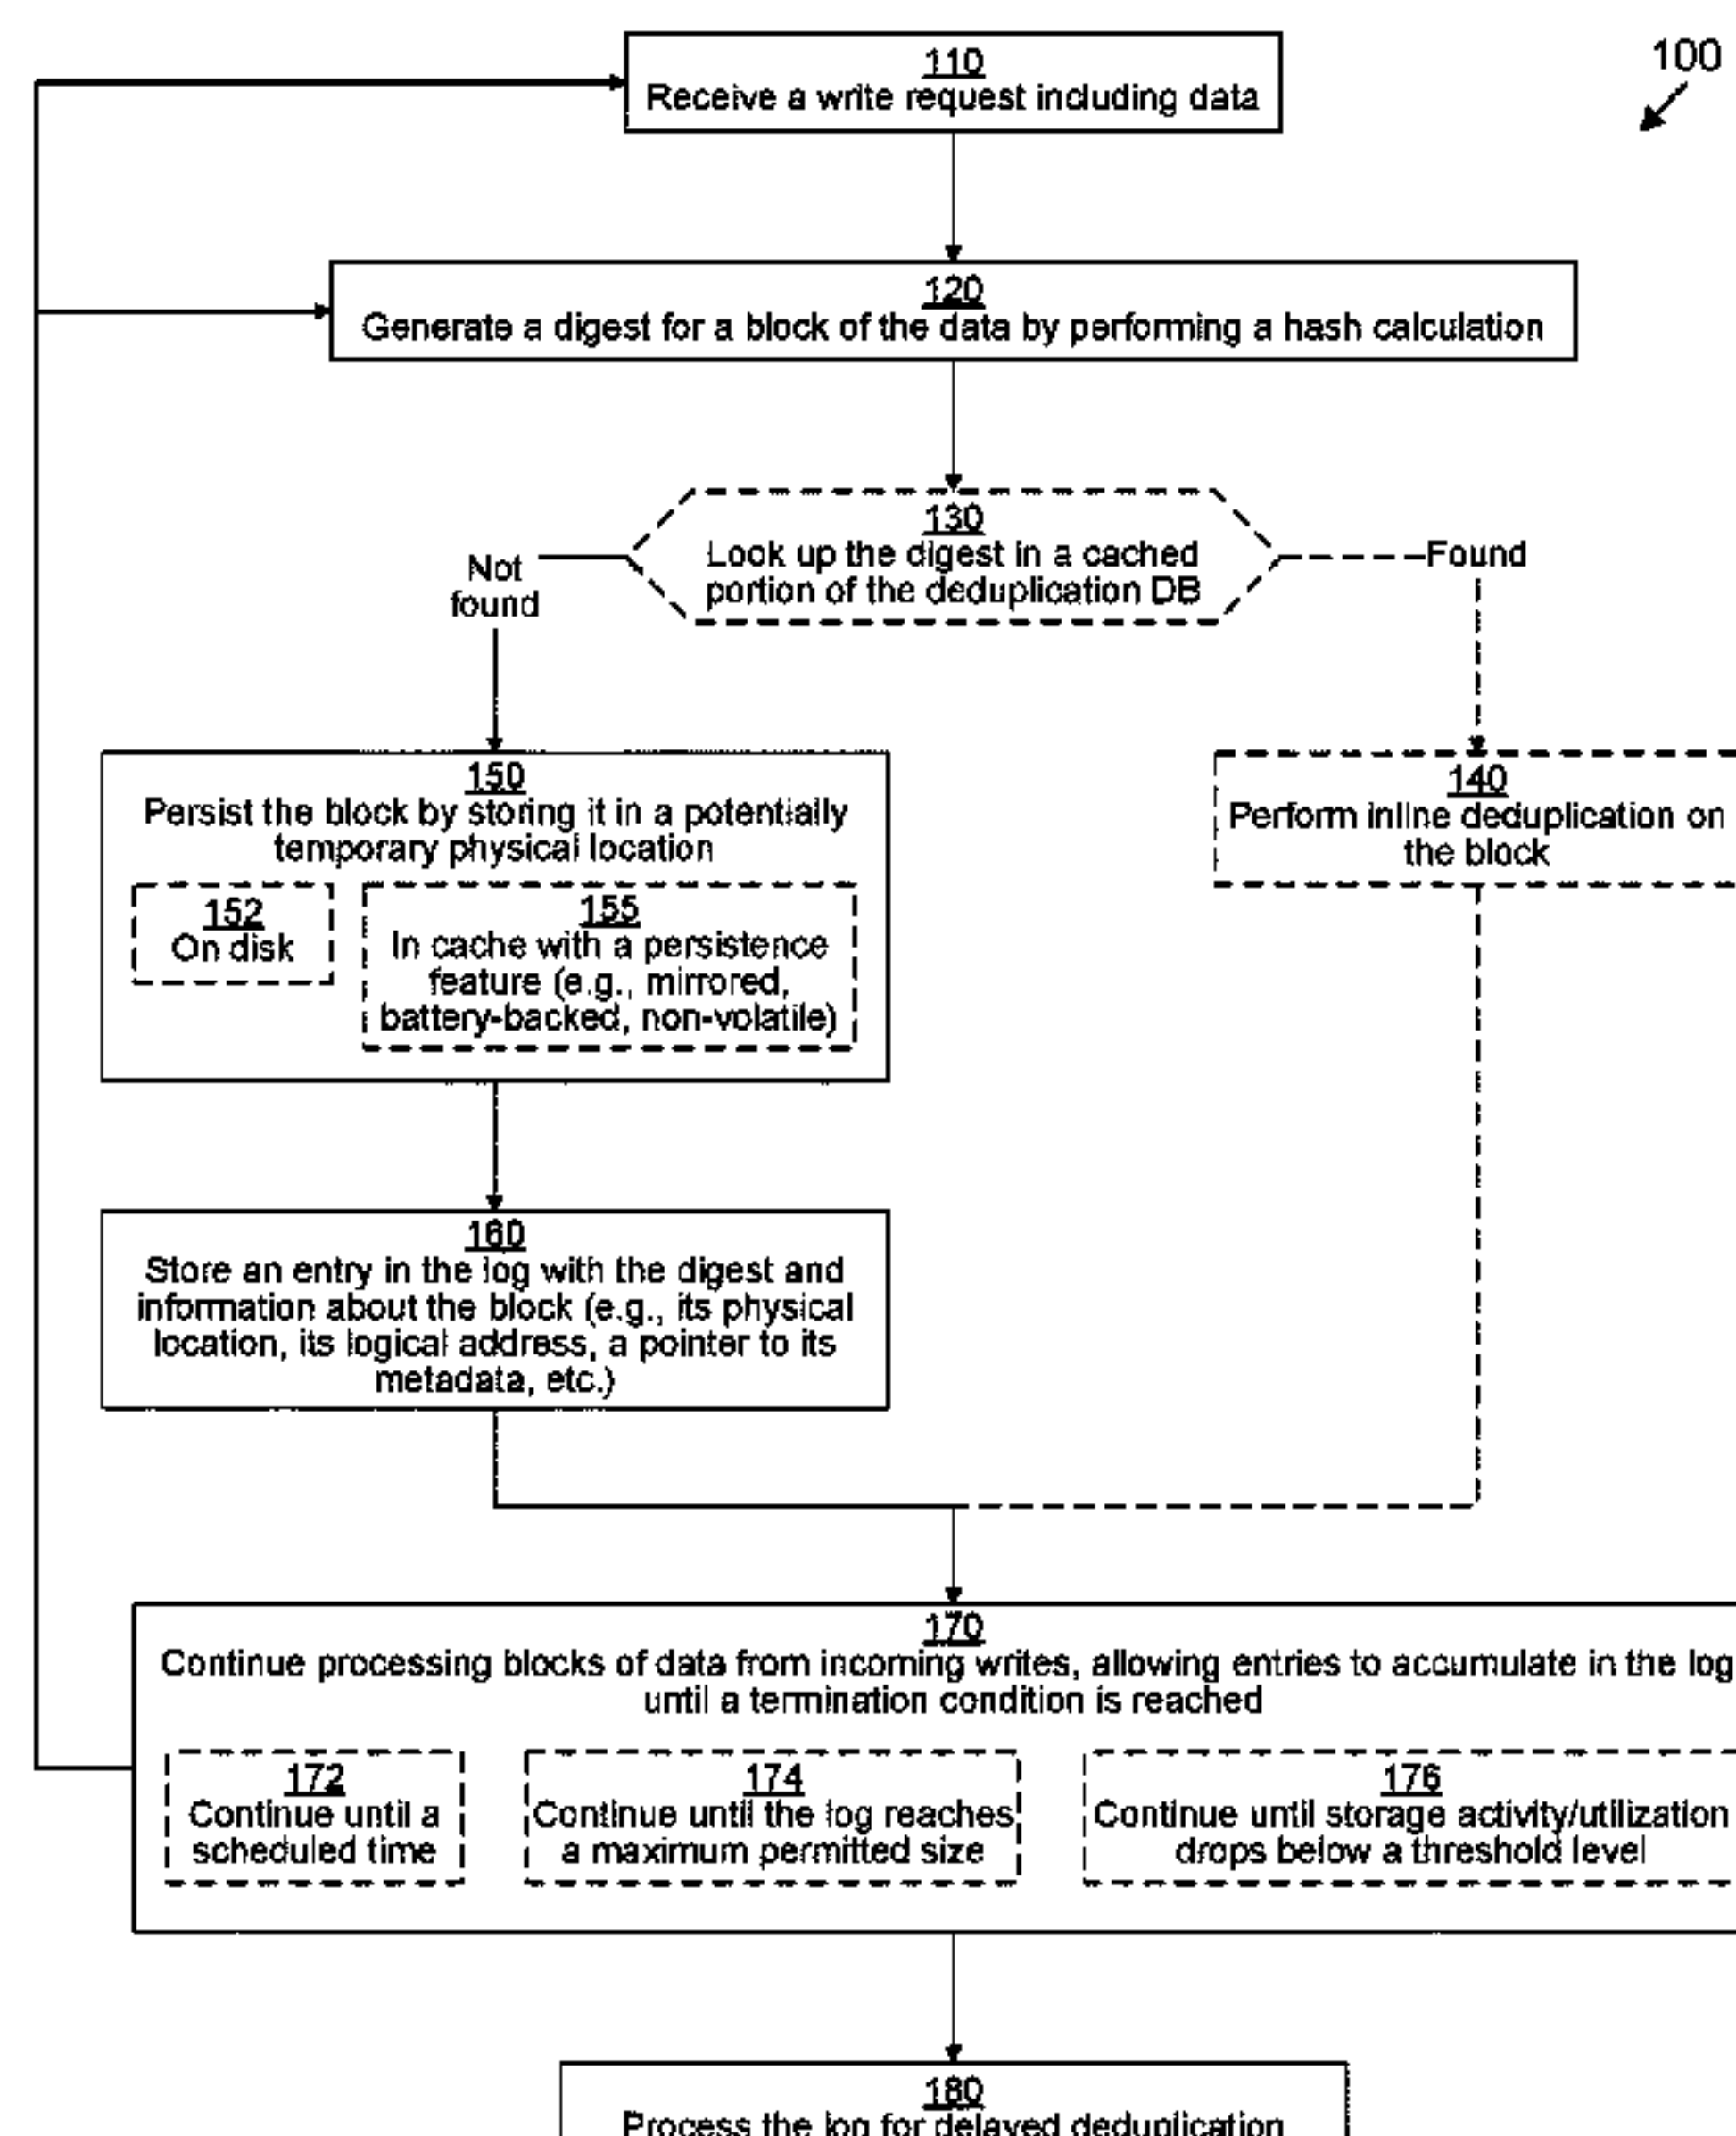 100
110
Receive a write request including data
120
Generate a digest for a block of the data by performing a hash calculation
130
Look up the digest in a cached
portion of the deduplication DB
Not
found
Found
150
Persist the block by storing it in a potentially
temporary physical location
152
On disk
155
In cache with a persistence
feature (e.g., mirrored,
battery-backed, non-volatile)
140
Perform inline deduplication on
the block
160
Store an entry in the log with the digest and
information about the block (e.g., its physical
location, its logical address, a pointer to its
metadata, etc.)
170
Continue processing blocks of data from incoming writes, allowing entries to accumulate in the log
until a termination condition is reached
172
Continue until a
scheduled time
174
Continue until the log reaches
a maximum permitted size
176
Continue until storage activity/utilization
drops below a threshold level
180
Process the log for delayed deduplication